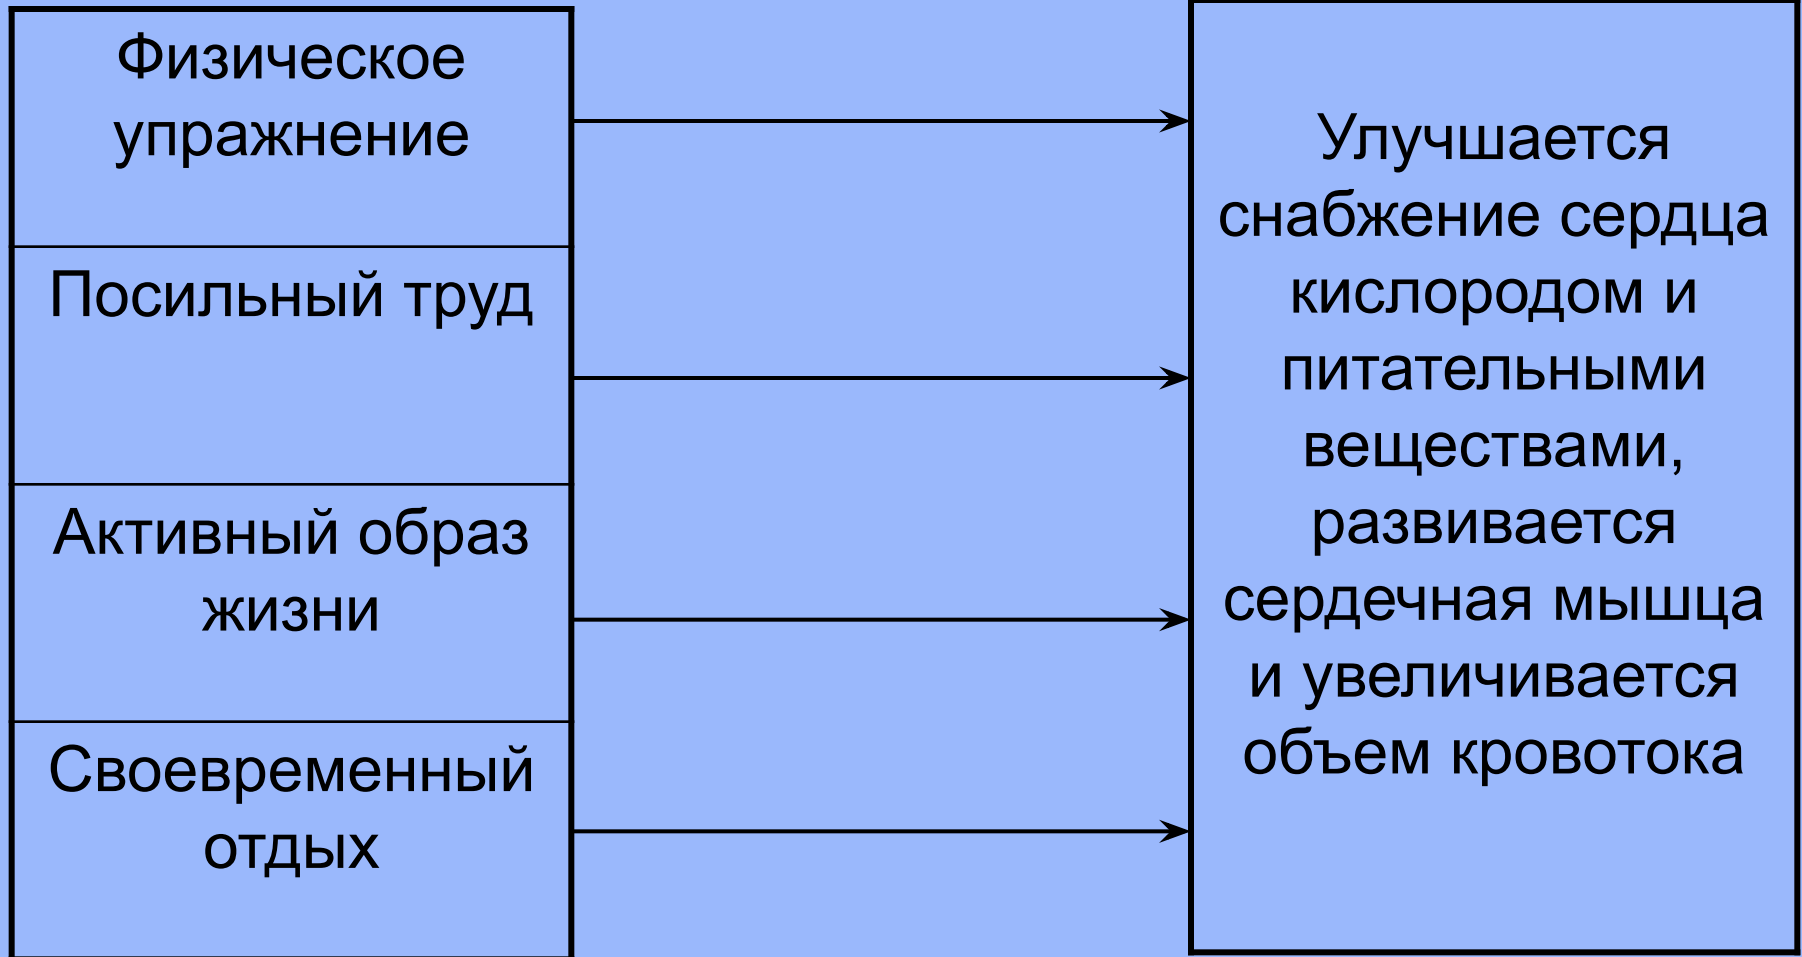 Физическое
упражнение
Посильный труд
Активный образ
жизни
Своевременный
отдых
Улучшается
снабжение сердца
кислородом и
питательными
веществами,
развивается
сердечная мышца
и увеличивается
объем кровотока